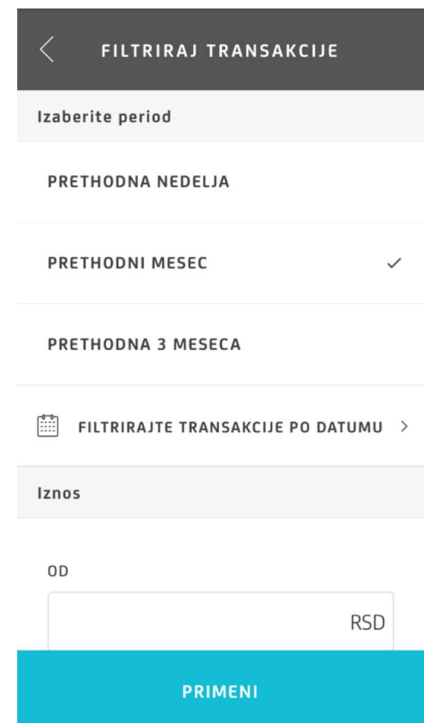 FILTRIRAJ TRANSAKCIJE
Izaberite period
PRETHODNA NEDELJA
PRETHODNI MESEC
PRETHODNA 3 MESECA
FILTRIRAJTE TRANSAKCIJE PO DATUMU
Iznos
OD
RSD
PRIMENI